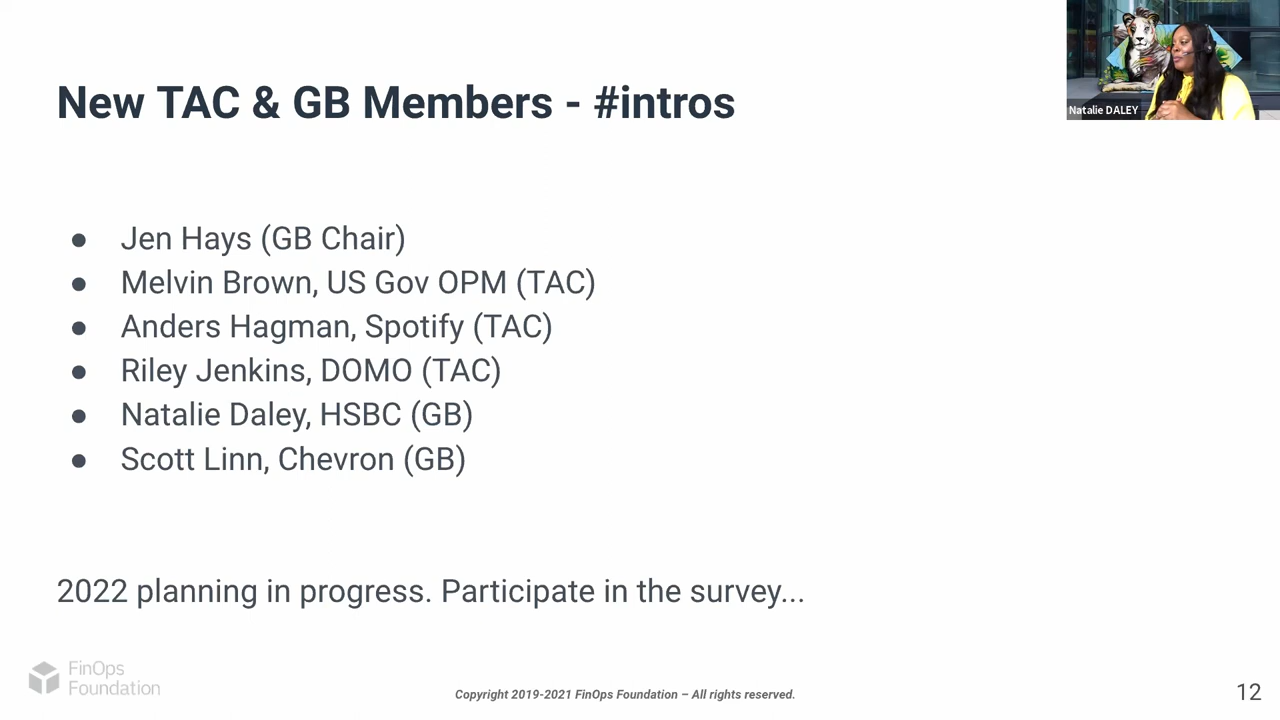 New TAC & GB Members - #intros
Natalie DALEY
● Jen Hays (GB Chair)
● Melvin Brown, US Gov OPM (TAC)
● Anders Hagman, Spotify (TAC)
● Riley Jenkins, DOMO (TAC)
● Natalie Daley, HSBC (GB)
● Scott Linn, Chevron (GB)
2022 planning in progress. Participate in the survey...
FinOps
Foundation
Copyright 2019-2021 FinOps Foundation – All rights reserved.
12